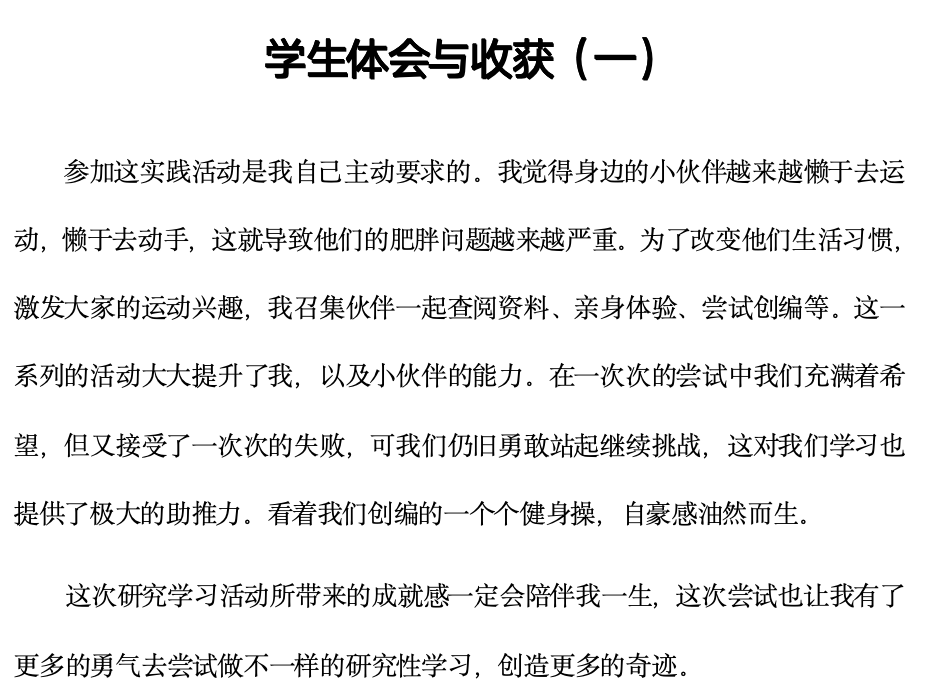 学生体会与收获（一）
参加这实践活动是我自己主动要求的。我觉得身边的小伙伴越来越懒于去运
动，懒于去动手，这就导致他们的肥胖问题越来越严重。为了改变他们生活习惯，
激发大家的运动兴趣，我召集伙伴一起查阅资料、亲身体验、尝试创编等。这一
系列的活动大大提升了我，以及小伙伴的能力。在一次次的尝试中我们充满着希
望，但又接受了一次次的失败，可我们仍旧勇敢站起继续挑战，这对我们学习也
提供了极大的助推力。看着我们创编的一个个健身操，自豪感油然而生。
这次研究学习活动所带来的成就感一定会陪伴我一生，这次尝试也让我有了
更多的勇气去尝试做不一样的研究性学习，创造更多的奇迹。